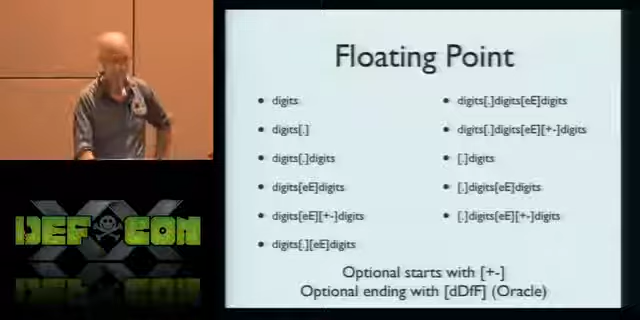 Floating Point
• digits
• digits[.]
• digits[.]digits
• digits[eE]digits
• digits[eE][+-]digits
• digits[.][eE]digits
• digits[.]digits[eE]digits
• digits[.]digits[eE][+-]digits
• [.]digits
• [.]digits[eE]digits
• [.]digits[eE][+-]digits
Optional starts with [+-]
Optional ending with [dDfF] (Oracle)
XX
DEF CON